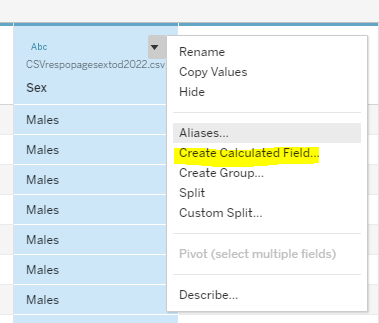 Abc
CSVrespopagesextod2022.csv
Sex
Males
Males
Males
Males
Males
Males
Males
Rename
Copy Values
Hide
Aliases...
Create Calculated Field...
Create Group...
Split
Custom Split...
Pivot (select multiple fields)
Describe...